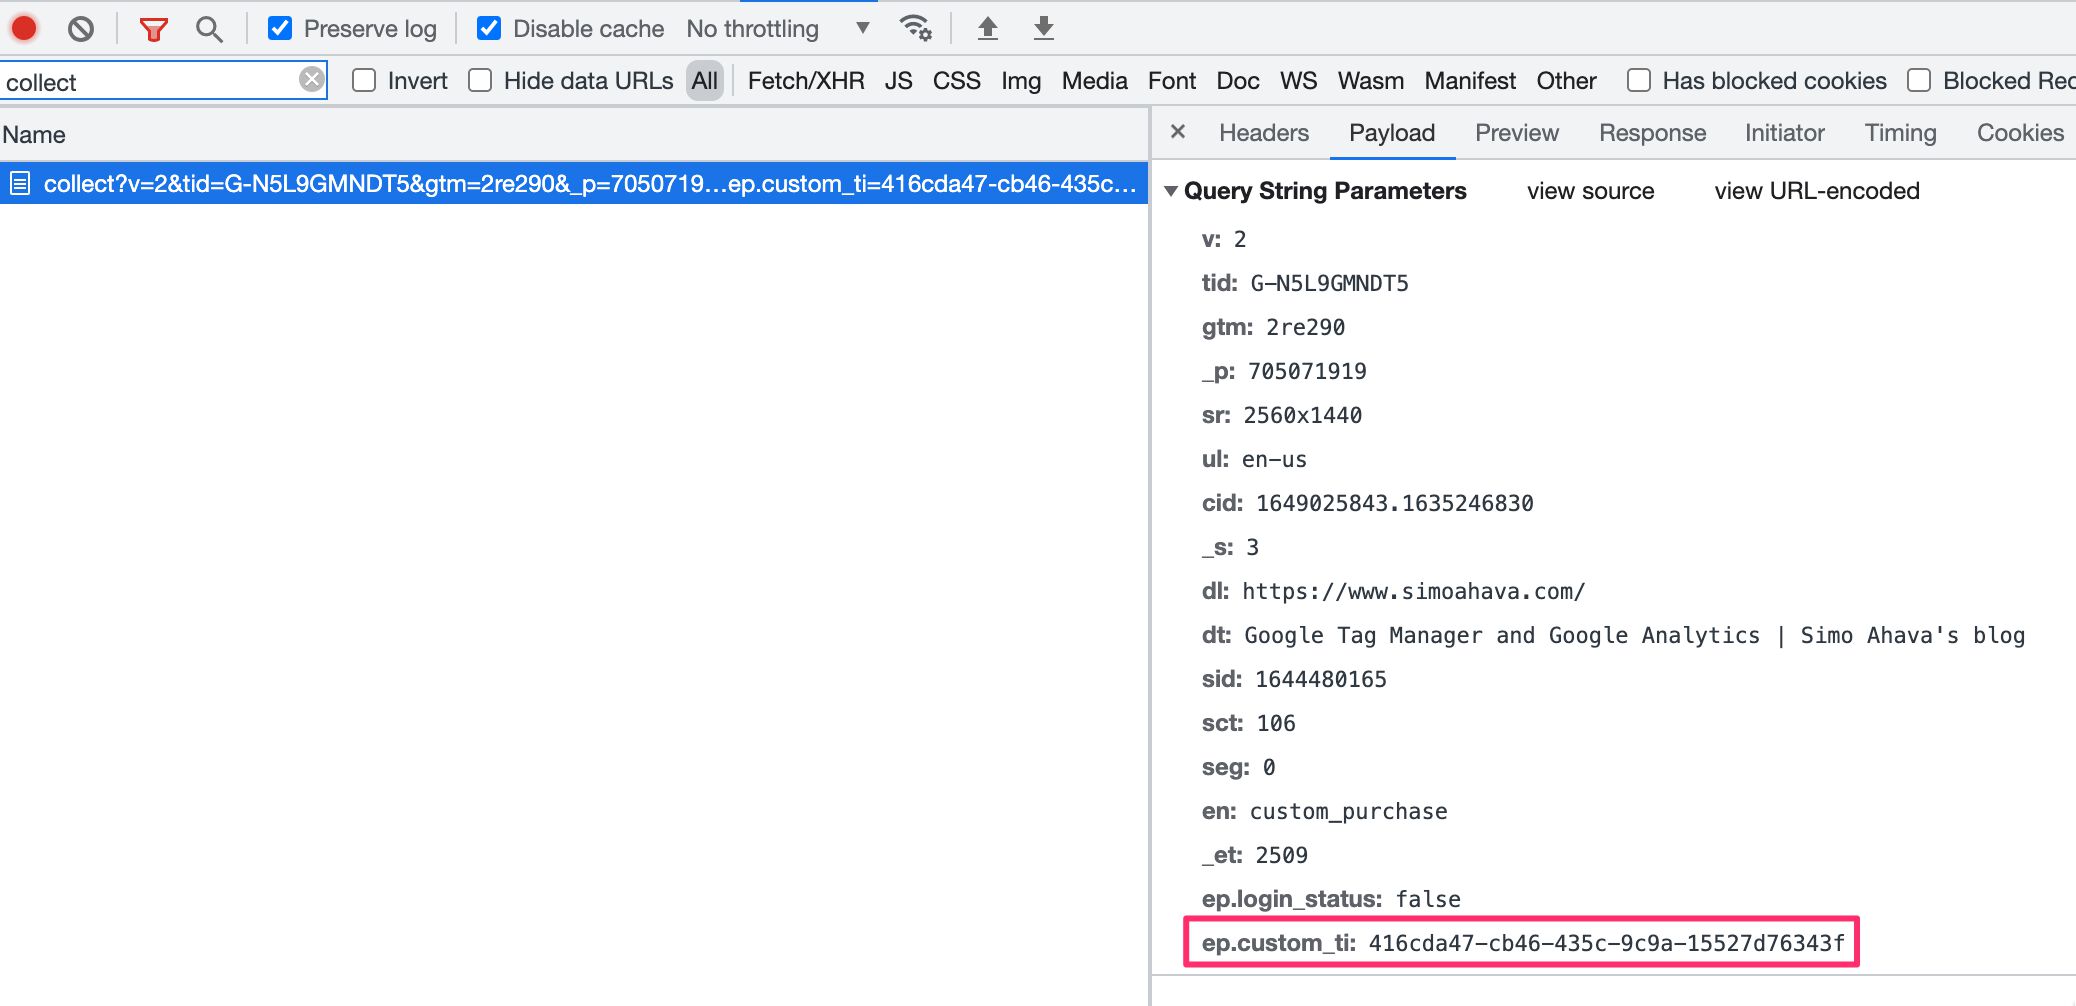 Preserve log Disable cache No throttling
collect Invert Hide data URLs All Fetch/XHR JS CSS Img Media Font Doc WS Wasm Manifest Other Has blocked cookies Blocked Rec
Name
collect?v=2&tid=G-N5L9GMNDT5&gtm=2re290&_p=7050719…ep.custom_ti=416cda47-cb46-435c…
Headers Payload Preview Response Initiator Timing Cookies
Query String Parameters view source view URL-encoded
v: 2
tid: G-N5L9GMNDT5
gtm: 2re290
_p: 705071919
sr: 2560x1440
ul: en-us
cid: 1649025843.1635246830
_s: 3
dl: https://www.simoahava.com/
dt: Google Tag Manager and Google Analytics | Simo Ahava's blog
sid: 1644480165
sct: 106
seg: 0
en: custom_purchase
_et: 2509
ep.login_status: false
ep.custom_ti: 416cda47-cb46-435c-9c9a-15527d76343f